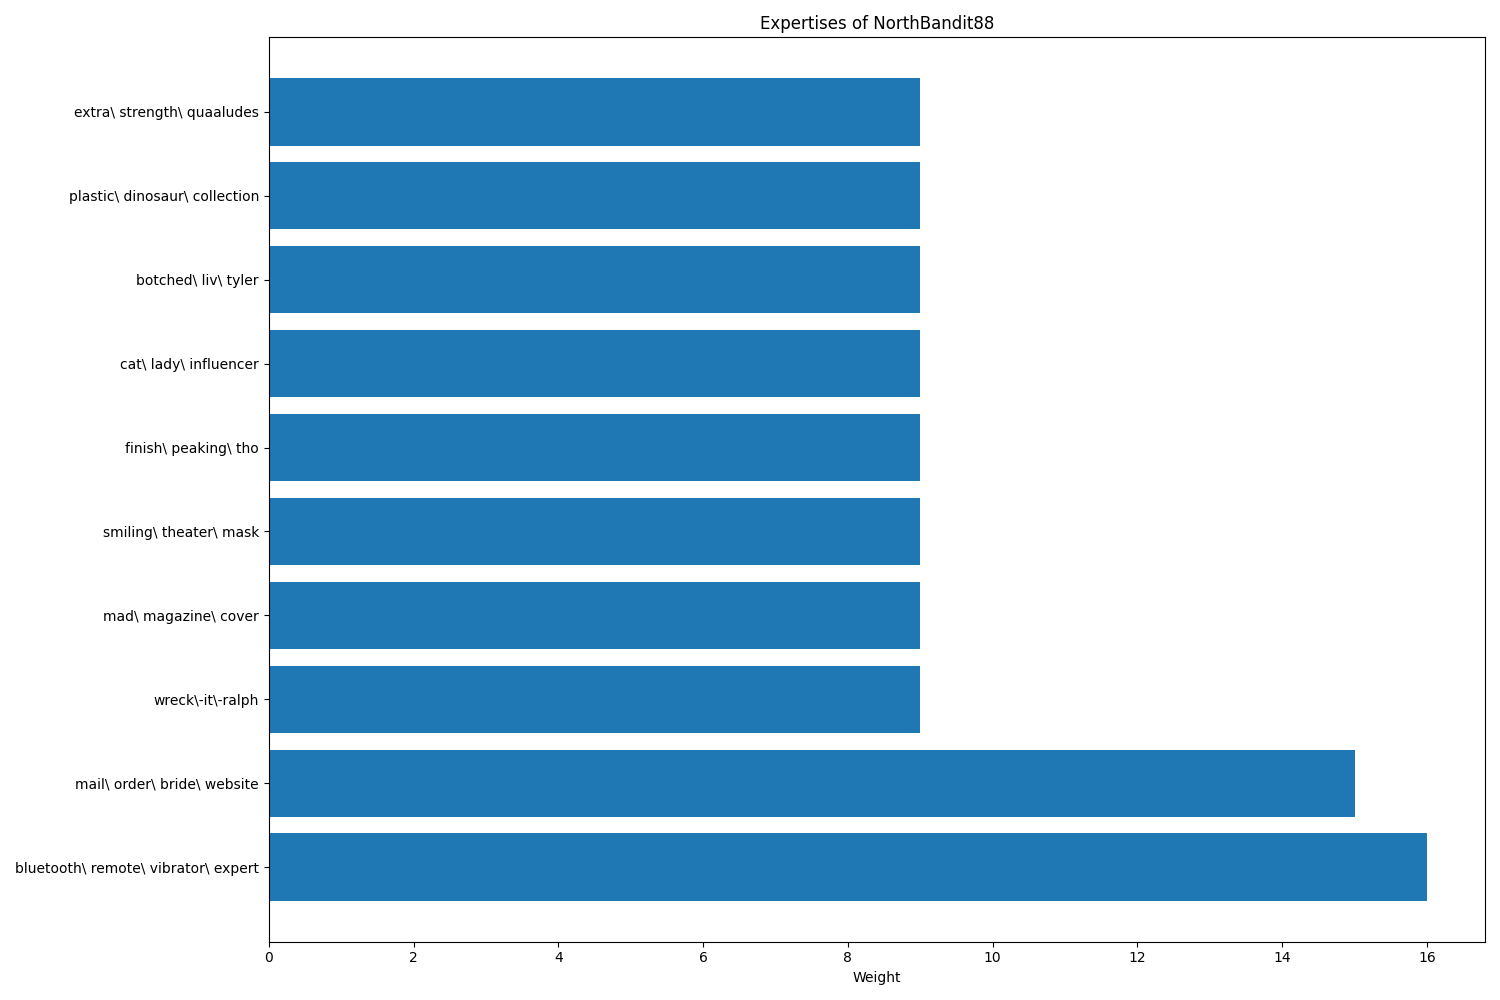 Expertises of NorthBandit88
extra\ strength\ quaaludes
plastic\ dinosaur\ collection
botched\ liv\ tyler
cat\ lady\ influencer
finish\ peaking\ tho
smiling\ theater\ mask
mad\ magazine\ cover
wreck\-it\-ralph
mail\ order\ bride\ website
bluetooth\ remote\ vibrator\ expert
0 2 4 6 8 10 12 14 16
Weight